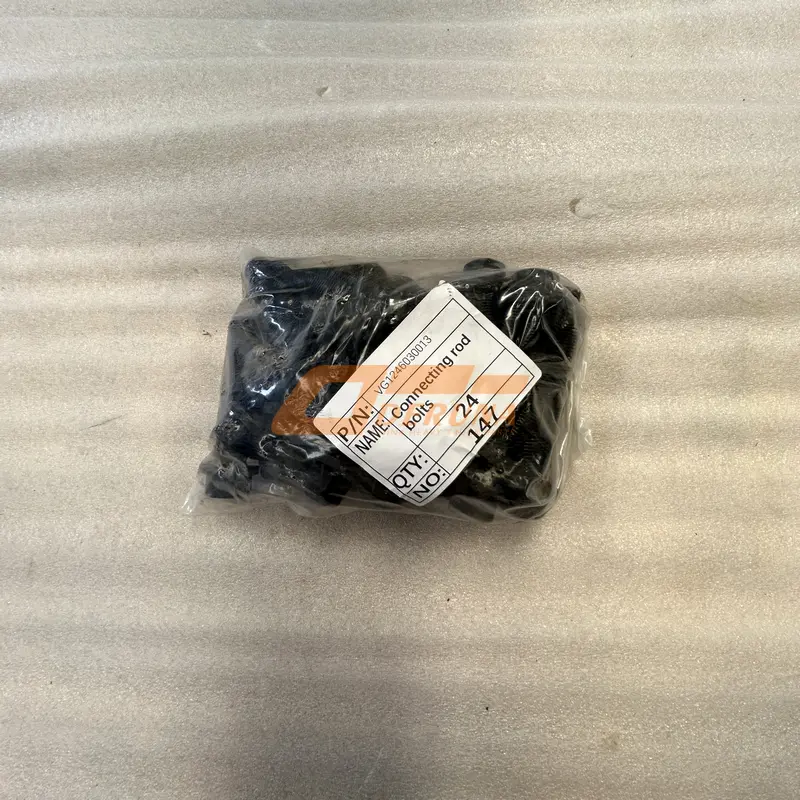 P/N: VG1246030013
NAME: Connecting rod
bolts
QTY: 24
NO: 147